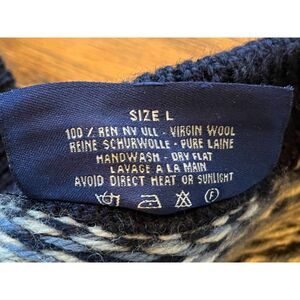 SIZE L
100 % REN NY ULL - VIRGIN WOOL
REINE SCHURWOLLE - PURE LAINE
HANDWASH - DRY FLAT
LAVAGE A LA MAIN
AVOID DIRECT HEAT OR SUNLIGHT